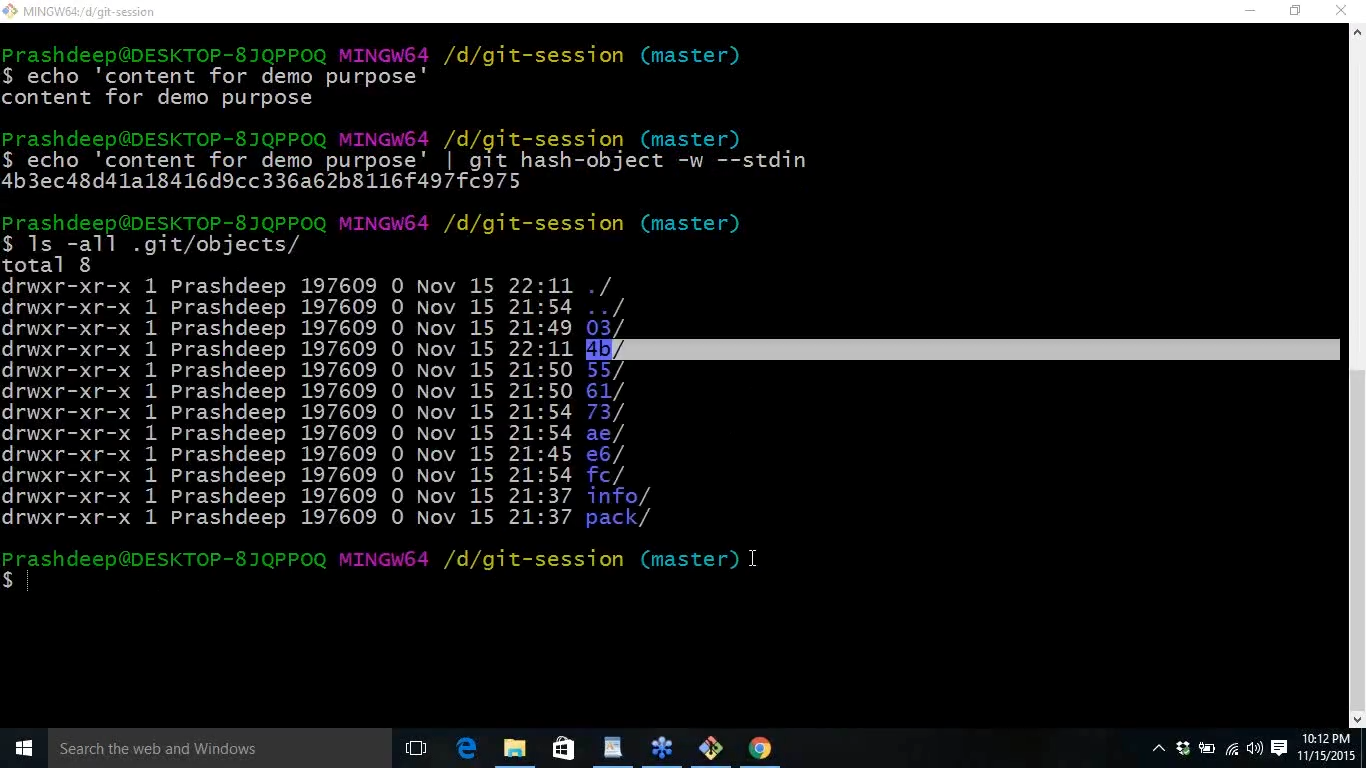 MINGW64:/d/git-session
Prashdeep@DESKTOP-8JQPPOQ MINGW64 /d/git-session (master)
$ echo 'content for demo purpose'
content for demo purpose
Prashdeep@DESKTOP-8JQPPOQ MINGW64 /d/git-session (master)
$ echo 'content for demo purpose' | git hash-object -w --stdin
4b3ec48d41a18416d9cc336a62b8116f497fc975
Prashdeep@DESKTOP-8JQPPOQ MINGW64 /d/git-session (master)
$ ls -all .git/objects/
total 8
drwxr-xr-x 1 Prashdeep 197609 0 Nov 15 22:11 ./
drwxr-xr-x 1 Prashdeep 197609 0 Nov 15 21:54 ../
drwxr-xr-x 1 Prashdeep 197609 0 Nov 15 21:49 03/
drwxr-xr-x 1 Prashdeep 197609 0 Nov 15 22:11 4b/
drwxr-xr-x 1 Prashdeep 197609 0 Nov 15 21:50 55/
drwxr-xr-x 1 Prashdeep 197609 0 Nov 15 21:50 61/
drwxr-xr-x 1 Prashdeep 197609 0 Nov 15 21:54 73/
drwxr-xr-x 1 Prashdeep 197609 0 Nov 15 21:54 ae/
drwxr-xr-x 1 Prashdeep 197609 0 Nov 15 21:45 e6/
drwxr-xr-x 1 Prashdeep 197609 0 Nov 15 21:54 fc/
drwxr-xr-x 1 Prashdeep 197609 0 Nov 15 21:37 info/
drwxr-xr-x 1 Prashdeep 197609 0 Nov 15 21:37 pack/
Prashdeep@DESKTOP-8JQPPOQ MINGW64 /d/git-session (master)
$
Search the web and Windows
10:12 PM
11/15/2015